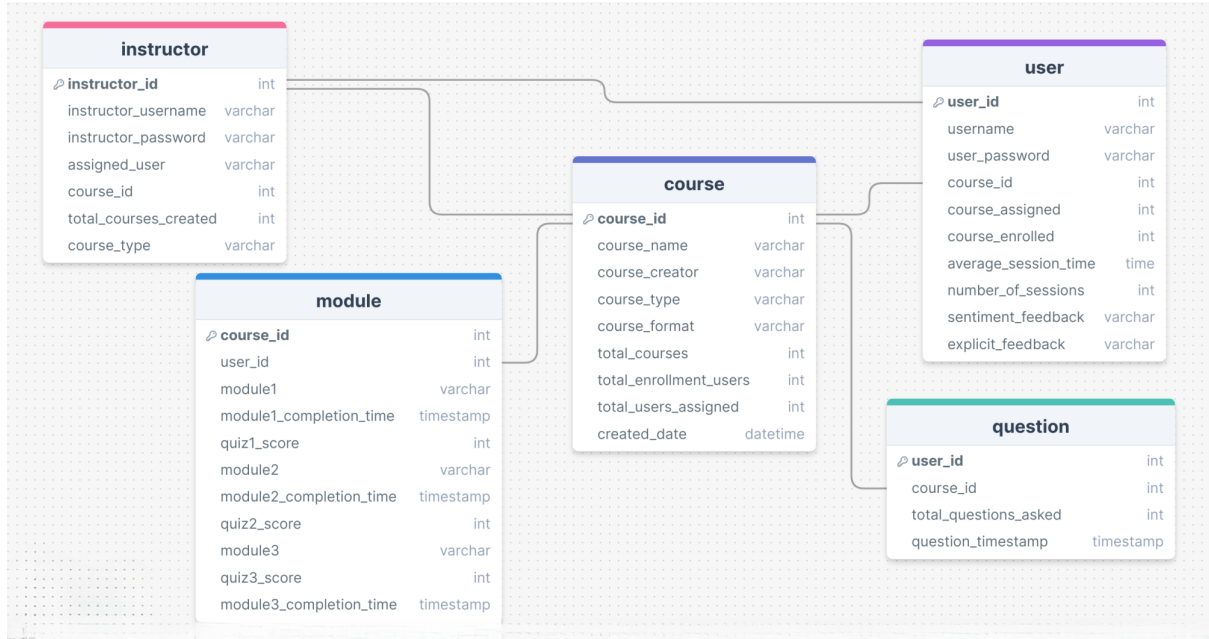 instructor
instructor_id int
instructor_username varchar
instructor_password varchar
assigned_user varchar
course_id int
total_courses_created int
course_type varchar
user
user_id int
username varchar
user_password varchar
course_id int
course_assigned int
course_enrolled int
average_session_time time
number_of_sessions int
sentiment_feedback varchar
explicit_feedback varchar
course
course_id int
course_name varchar
course_creator varchar
course_type varchar
course_format varchar
total_courses int
total_enrollment_users int
total_users_assigned int
created_date datetime
module
course_id int
user_id int
module1 varchar
module1_completion_time timestamp
quiz1_score int
module2 varchar
module2_completion_time timestamp
quiz2_score int
module3 varchar
quiz3_score int
module3_completion_time timestamp
question
user_id int
course_id int
total_questions_asked int
question_timestamp timestamp